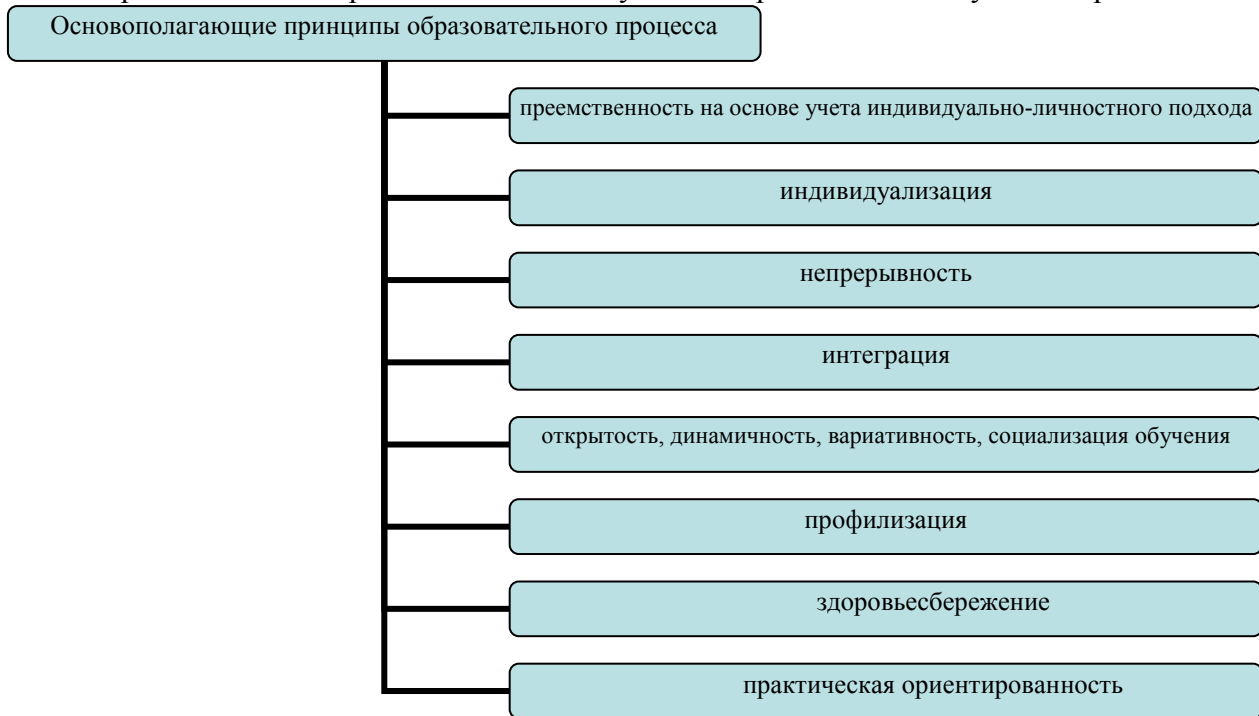 Основополагающие принципы образовательного процесса
преемственность на основе учета индивидуально-личностного подхода
индивидуализация
непрерывность
интеграция
открытость, динамичность, вариативность, социализация обучения
профилизация
здоровьесбережение
практическая ориентированность